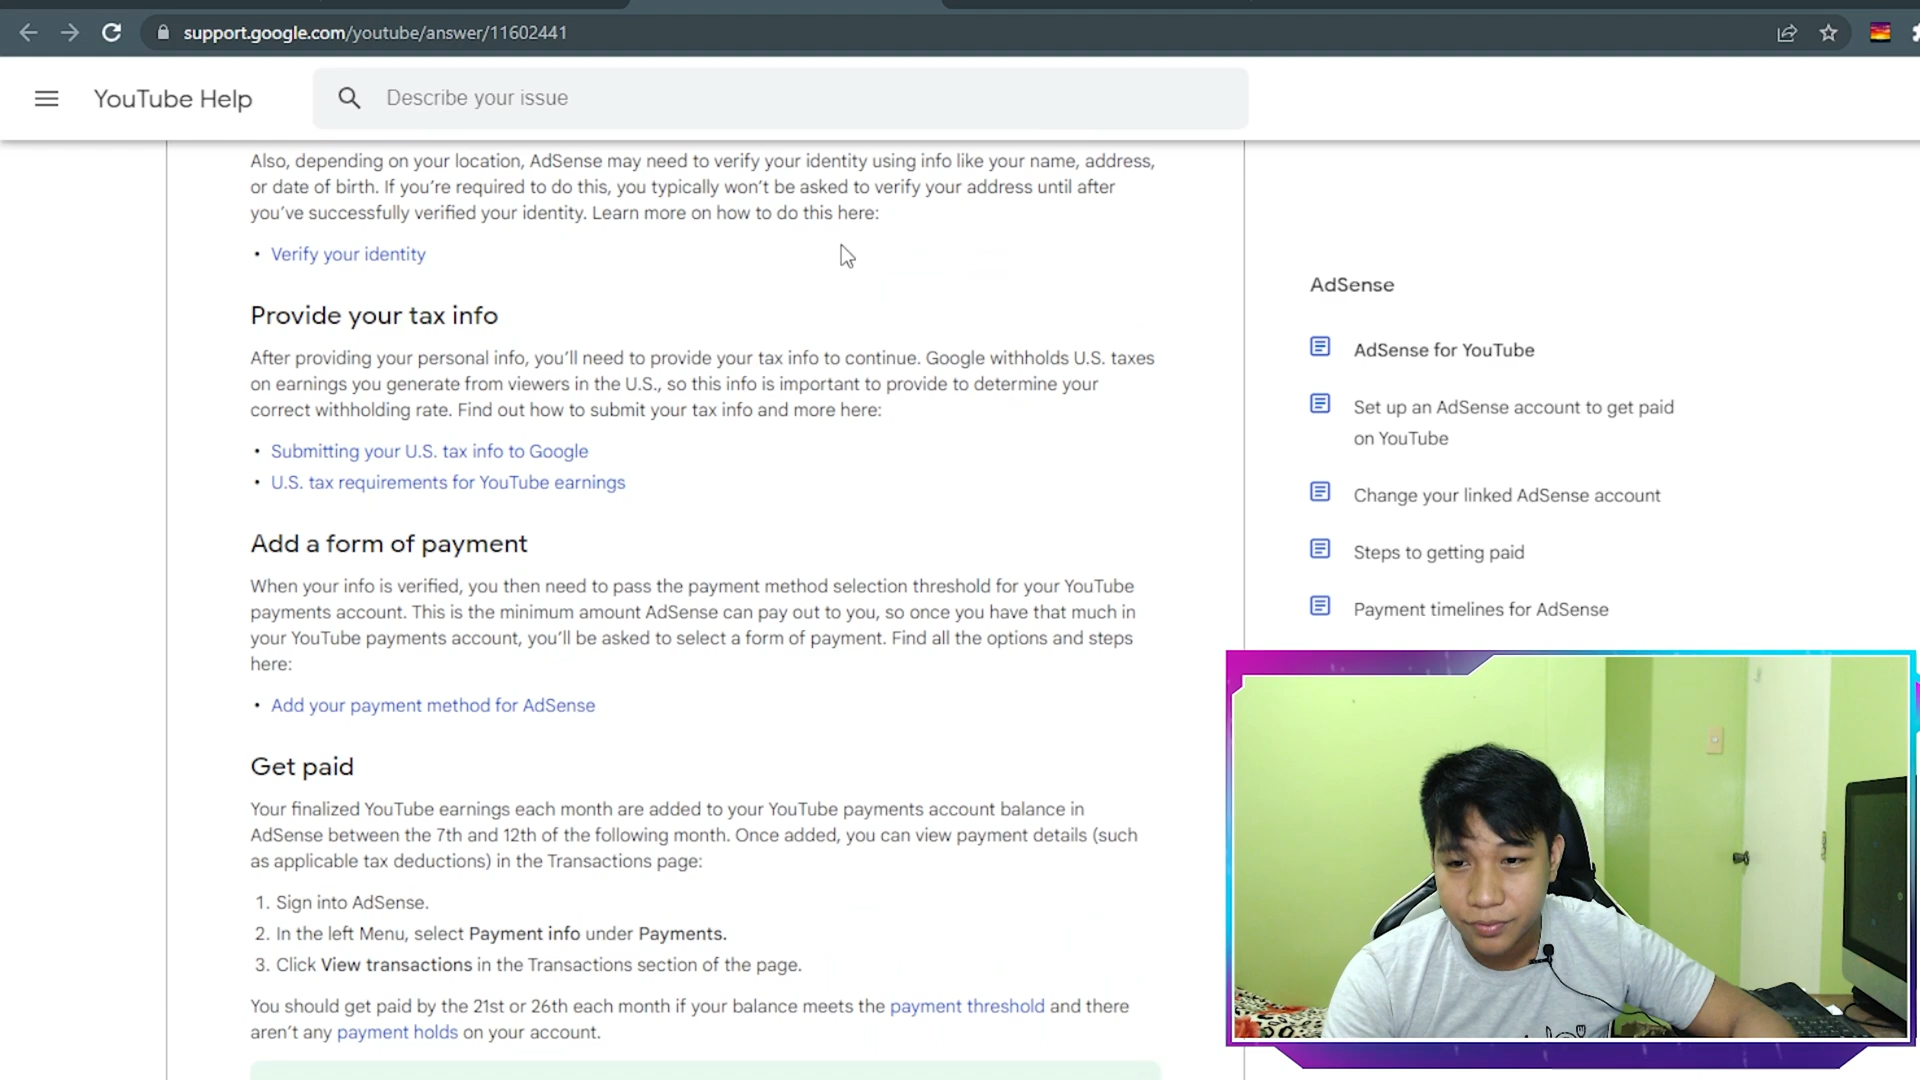 support.google.com/youtube/answer/11602441
YouTube Help
Describe your issue
Also, depending on your location, AdSense may need to verify your identity using info like your name, address,
or date of birth. If you're required to do this, you typically won't be asked to verify your address until after
you've successfully verified your identity. Learn more on how to do this here:
• Verify your identity
Provide your tax info
After providing your personal info, you'll need to provide your tax info to continue. Google withholds U.S. taxes
on earnings you generate from viewers in the U.S., so this info is important to provide to determine your
correct withholding rate. Find out how to submit your tax info and more here:
• Submitting your U.S. tax info to Google
• U.S. tax requirements for YouTube earnings
Add a form of payment
When your info is verified, you then need to pass the payment method selection threshold for your YouTube
payments account. This is the minimum amount AdSense can pay out to you, so once you have that much in
your YouTube payments account, you'll be asked to select a form of payment. Find all the options and steps
here:
• Add your payment method for AdSense
Get paid
Your finalized YouTube earnings each month are added to your YouTube payments account balance in
AdSense between the 7th and 12th of the following month. Once added, you can view payment details (such
as applicable tax deductions) in the Transactions page:
1. Sign into AdSense.
2. In the left Menu, select Payment info under Payments.
3. Click View transactions in the Transactions section of the page.
You should get paid by the 21st or 26th each month if your balance meets the payment threshold and there
aren't any payment holds on your account.
AdSense
AdSense for YouTube
Set up an AdSense account to get paid
on YouTube
Change your linked AdSense account
Steps to getting paid
Payment timelines for AdSense